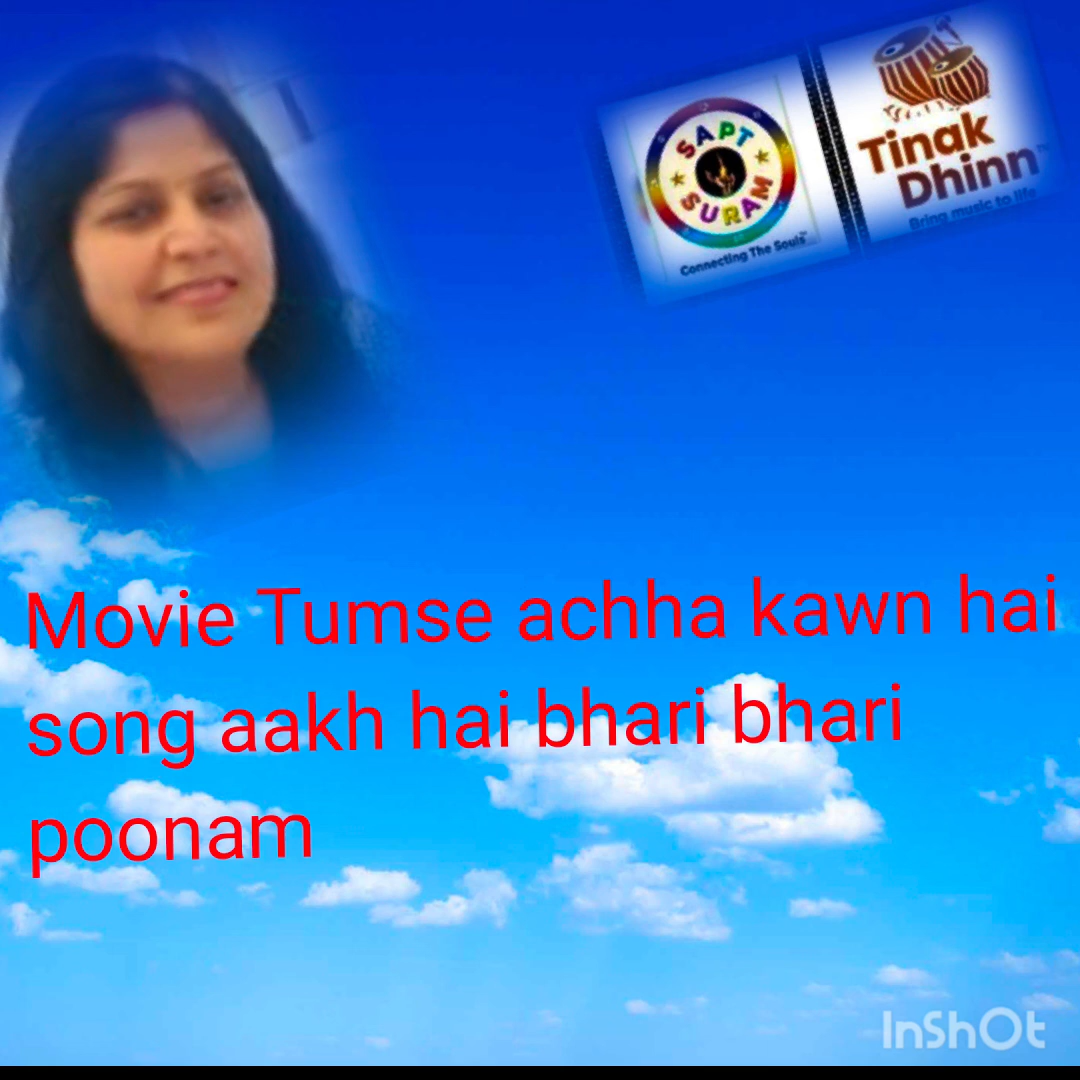 SAPT
SURAM
Connecting The Souls™
Tinak
Dhinn
Bring music to life
Movie Tumse achha kawn hai
song aakh hai bhari bhari
poonam
InShOt